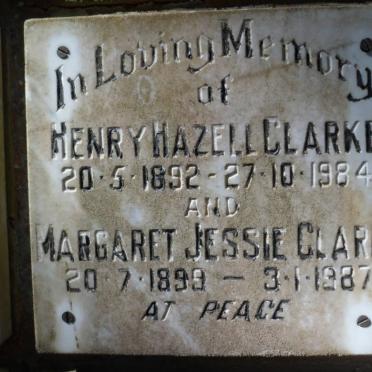 In Loving Memory
of
HENRY HAZELL CLARKE
20·5·1892-27·10·1984
AND
MARGARET JESSIE CLAR
20·7·1899 — 3·1·1987
AT PEACE